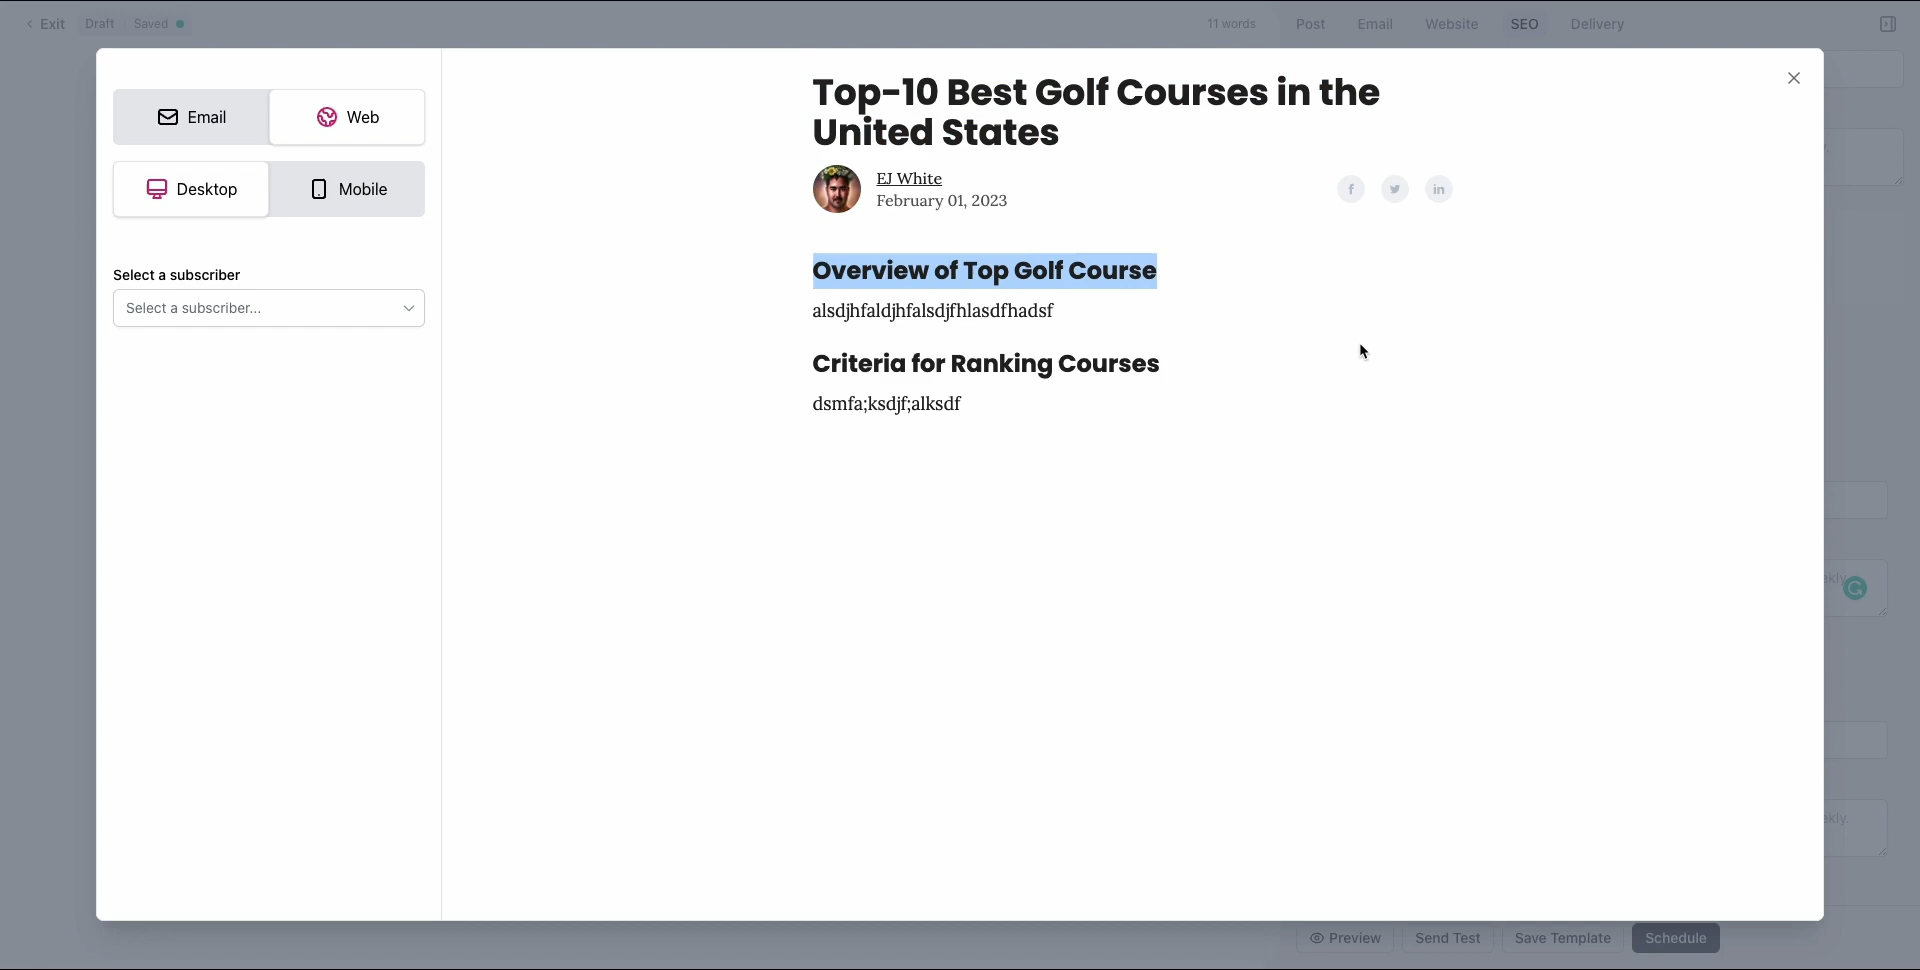 Exit Draft Saved 11 words Post Email Website SEO Delivery
Email Web
Desktop Mobile
Select a subscriber
Select a subscriber...
Top-10 Best Golf Courses in the
United States
EJ White
February 01, 2023
f in
Overview of Top Golf Course
alsdjhfaldjhfalsdjfhlasdfhadsf
Criteria for Ranking Courses
dsmfa;ksdjf;alksdf
Preview Send Test Save Template Schedule